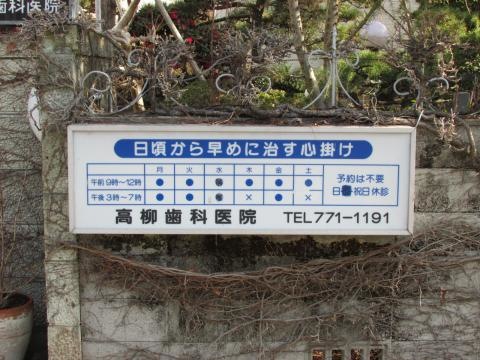 歯科医院
日頃から早めに治す心掛け
月 火 水 木 金 土
午前9時〜12時 ● ● ● ● ● ●
午後3時〜7時 ● ● × ● ×
予約は不要
日 祝日休診
高柳歯科医院 TEL771-1191